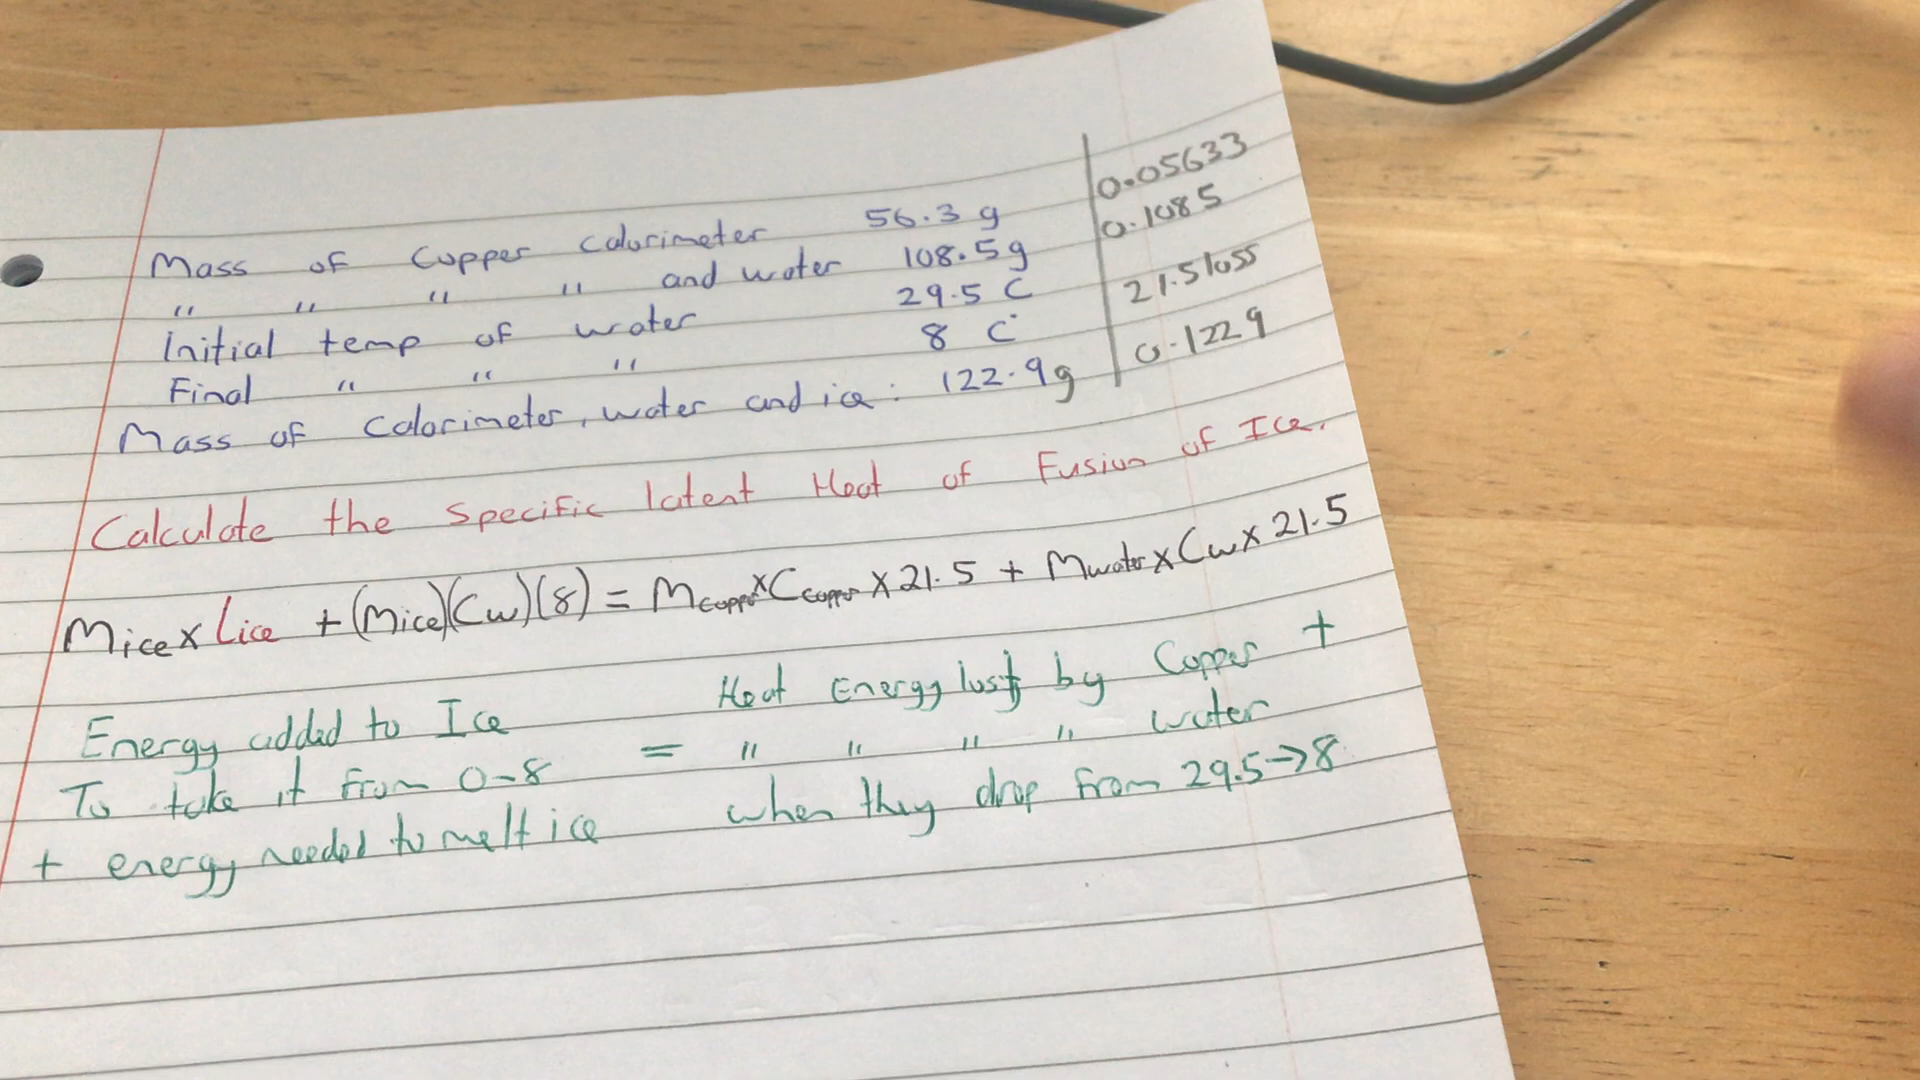 Mass of Copper Calorimeter 56.3 g 0.05633
" " " " and water 108.5g 0.1085
Initial temp of water 29.5 C
Final " " " 8 C° 21.5 loss
Mass of Calorimeter, water and ice : 122.9g 0.1229
Calculate the Specific latent Heat of Fusion of Ice.
Mice x Lice + (Mice)(Cw)(8) = Mcopper x Ccopper x 21.5 + Mwater x Cw x 21.5
Energy added to Ice = Heat Energy lost by Copper +
To take it from 0-8 " " " " water
+ energy needed to melt ice when they drop from 29.5→8